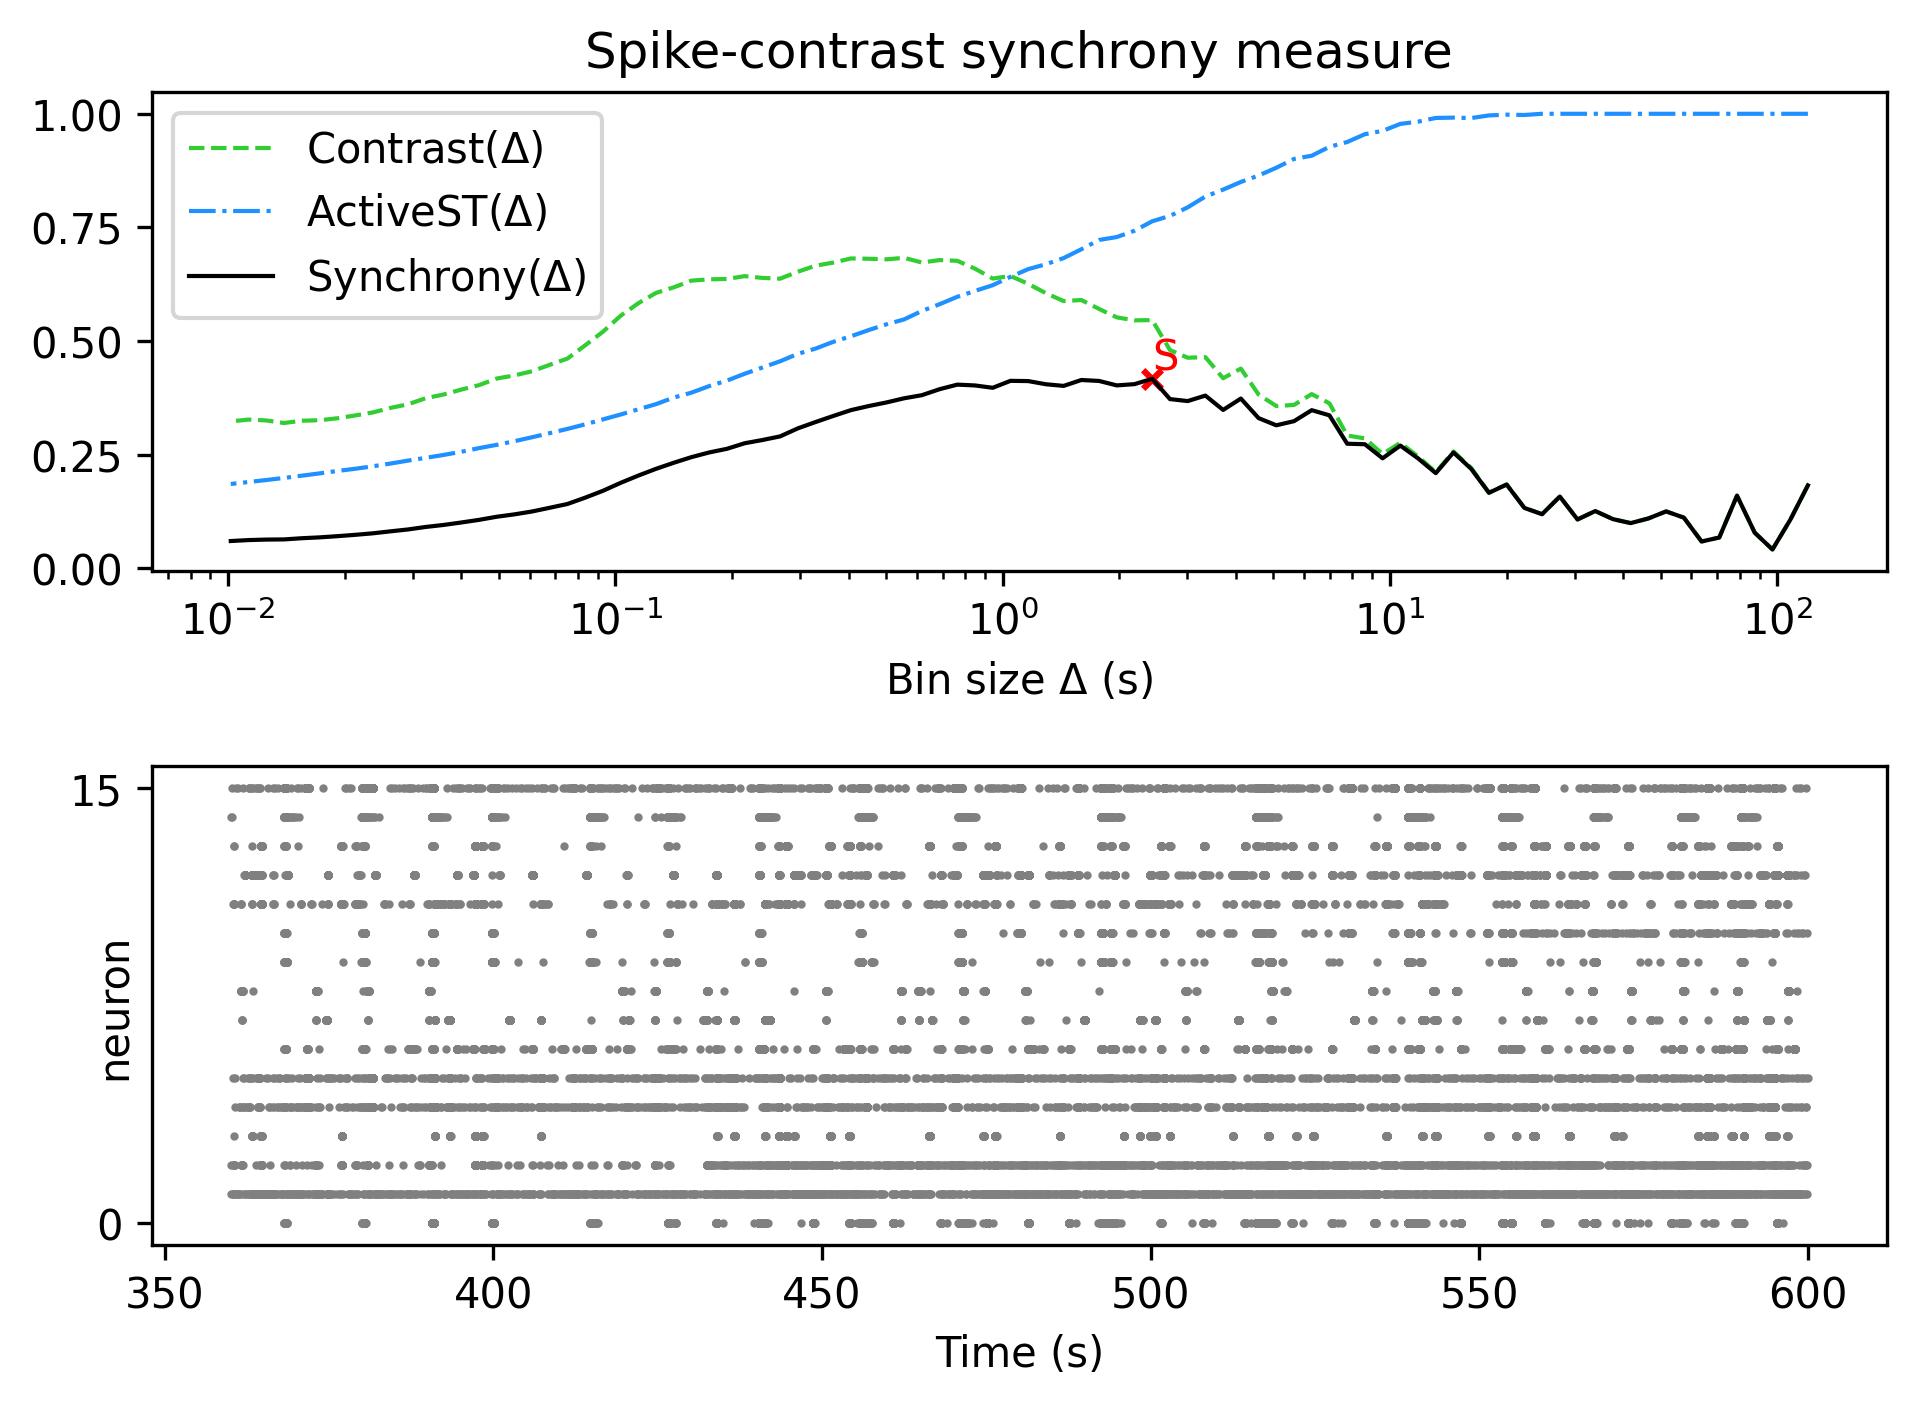 Spike-contrast synchrony measure
1.00
0.75
0.50
0.25
0.00
Contrast(Δ)
ActiveST(Δ)
Synchrony(Δ)
S
10⁻² 10⁻¹ 10⁰ 10¹ 10²
Bin size Δ (s)
15
0
neuron
350 400 450 500 550 600
Time (s)